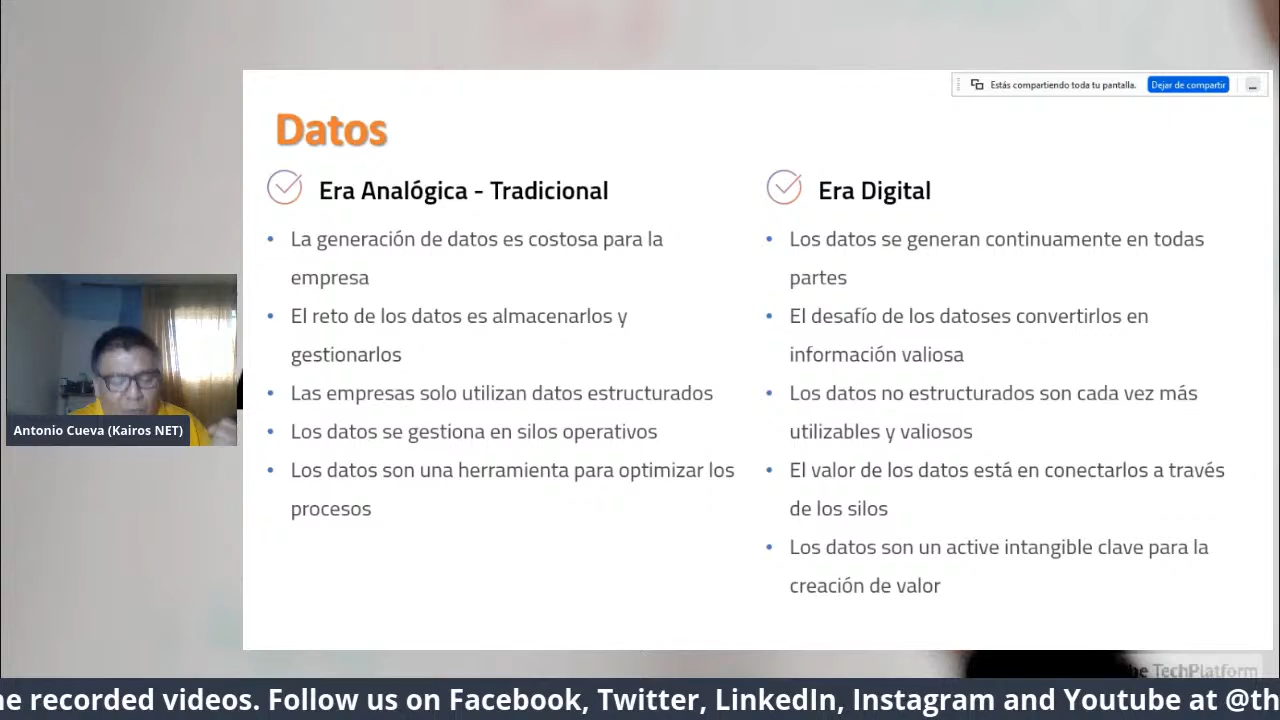 Estás compartiendo toda tu pantalla. Dejar de compartir
Datos
Era Analógica - Tradicional
La generación de datos es costosa para la
empresa
El reto de los datos es almacenarlos y
gestionarlos
Las empresas solo utilizan datos estructurados
Los datos se gestiona en silos operativos
Los datos son una herramienta para optimizar los
procesos
Era Digital
Los datos se generan continuamente en todas
partes
El desafío de los datoses convertirlos en
información valiosa
Los datos no estructurados son cada vez más
utilizables y valiosos
El valor de los datos está en conectarlos a través
de los silos
Los datos son un active intangible clave para la
creación de valor
Antonio Cueva (Kairos NET)
he TechPlatform
he recorded videos. Follow us on Facebook, Twitter, LinkedIn, Instagram and Youtube at @th